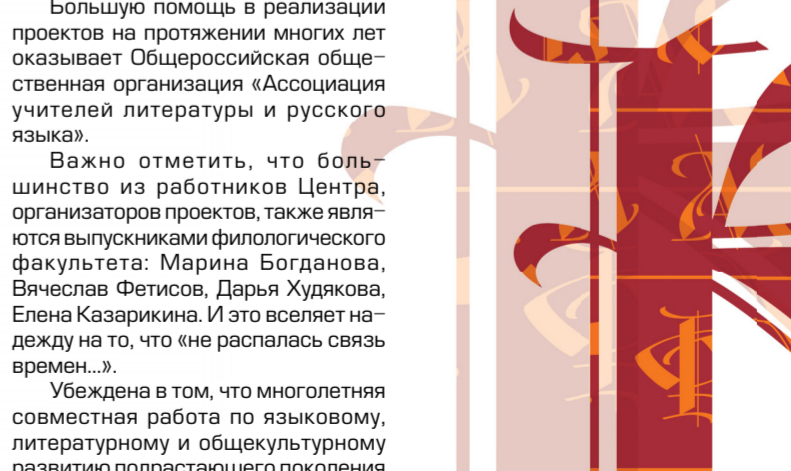 Большую помощь в реализации
проектов на протяжении многих лет
оказывает Общероссийская обще-
ственная организация «Ассоциация
учителей литературы и русского
языка».
Важно отметить, что боль-
шинство из работников Центра,
организаторов проектов, также явля-
ются выпускниками филологического
факультета: Марина Богданова,
Вячеслав Фетисов, Дарья Худякова,
Елена Казарикина. И это вселяет на-
дежду на то, что «не распалась связь
времен...».
Убеждена в том, что многолетняя
совместная работа по языковому,
литературному и общекультурному
развитию подрастающего поколения